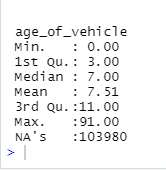 age_of_vehicle
Min. : 0.00
1st Qu.: 3.00
Median : 7.00
Mean : 7.51
3rd Qu.:11.00
Max. :91.00
NA's :103980
>